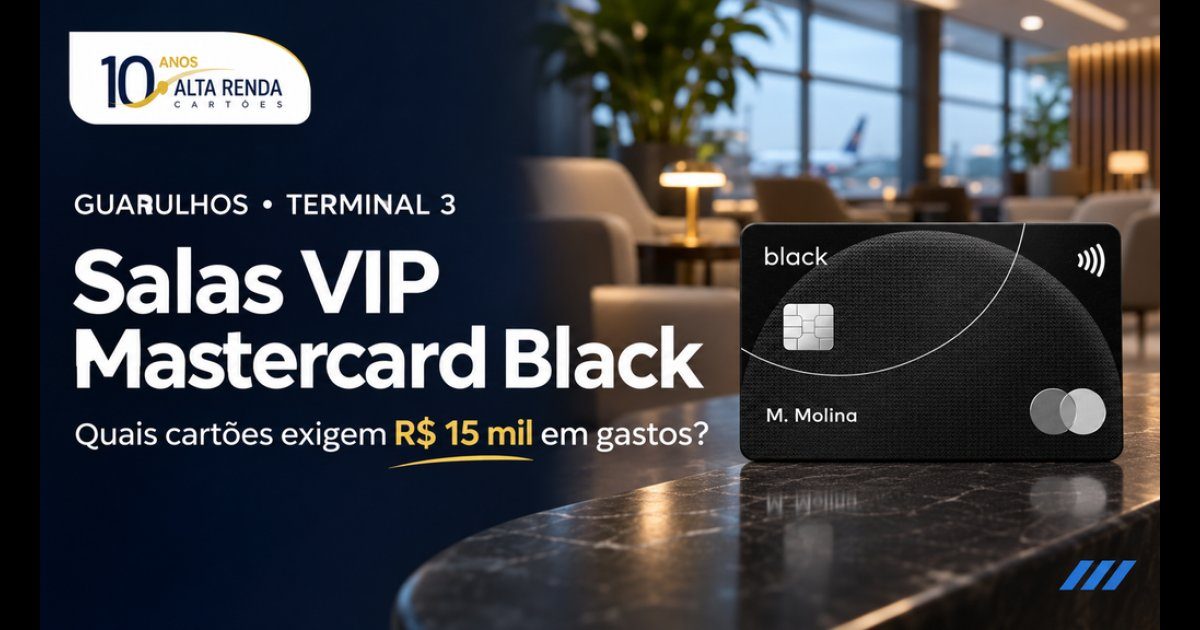 10 ANOS
ALTA RENDA
CARTÕES
GUARULHOS • TERMINAL 3
Salas VIP
Mastercard Black
Quais cartões exigem R$ 15 mil em gastos?
black
M. Molina